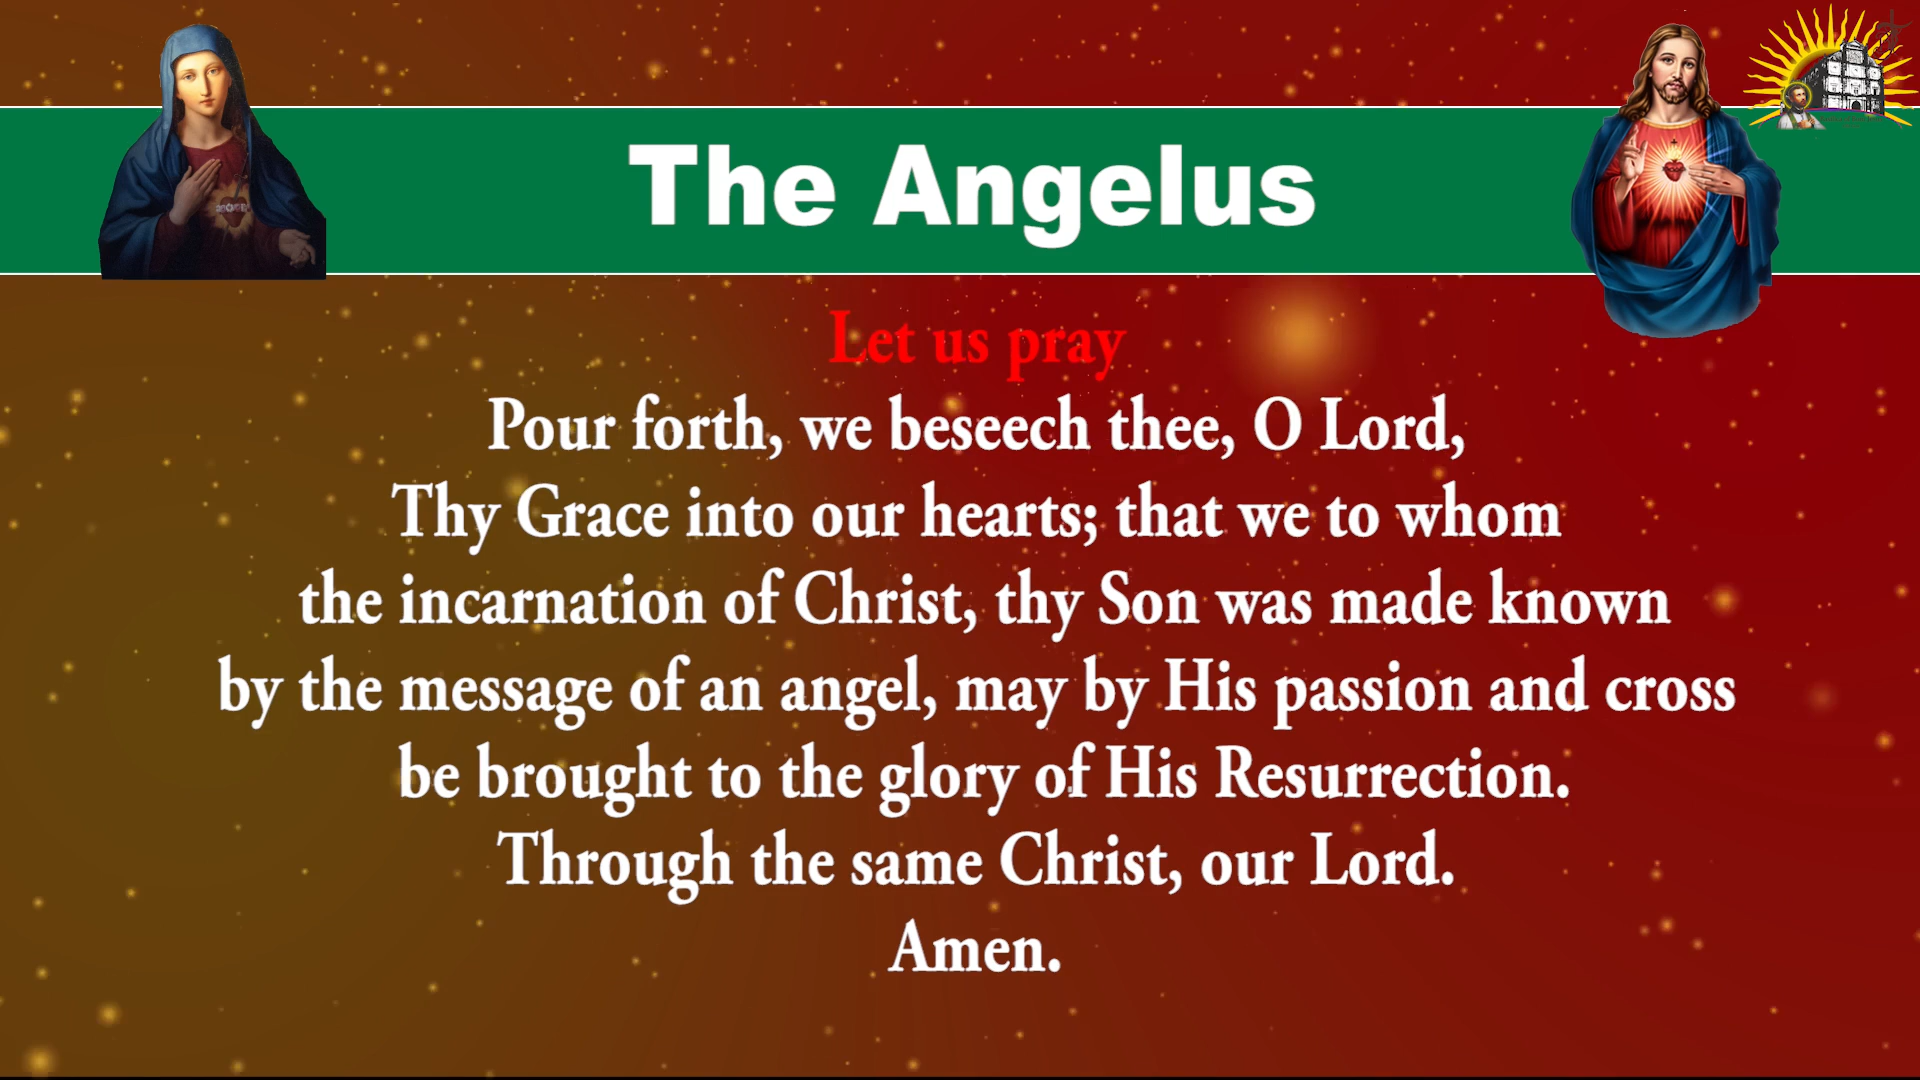 The Angelus
Let us pray
Pour forth, we beseech thee, O Lord,
Thy Grace into our hearts; that we to whom
the incarnation of Christ, thy Son was made known
by the message of an angel, may by His passion and cross
be brought to the glory of His Resurrection.
Through the same Christ, our Lord.
Amen.